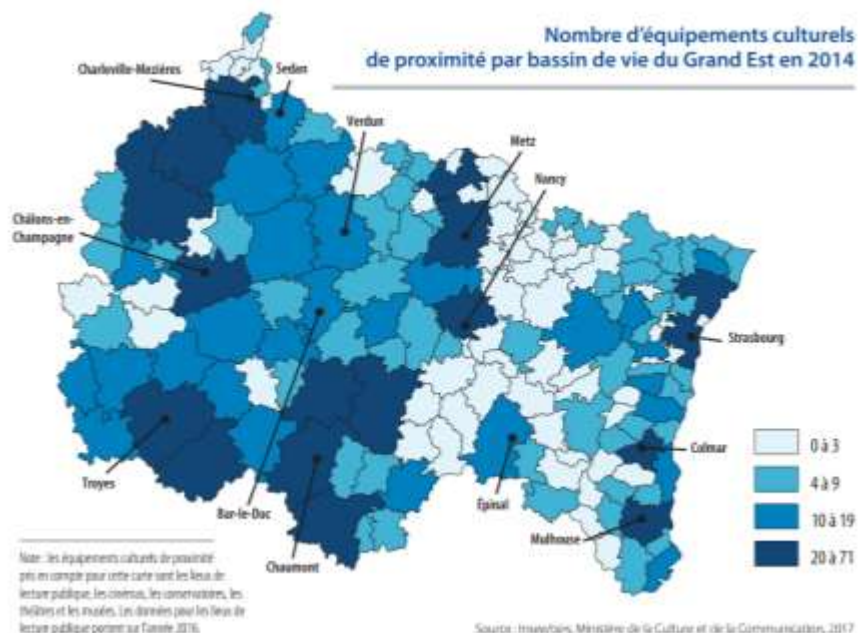 Nombre d'équipements culturels
de proximité par bassin de vie du Grand Est en 2014
Charleville-Mezières
Sedan
Verdun
Metz
Nancy
Châlons-en-
Champagne
Strasbourg
Troyes
Bar-le-Duc
Chaumont
Épinal
Colmar
Mulhouse
0 à 3
4 à 9
10 à 19
20 à 71
Note : les équipements culturels de proximité
pris en compte pour cette carte sont les lieux de
lecture publique, les cinémas, les conservatoires, les
théâtres et les musées. Les données pour les lieux de
lecture publique portent sur l'année 2016.
Source : Insee/deps, Ministère de la Culture et de la Communication, 2017